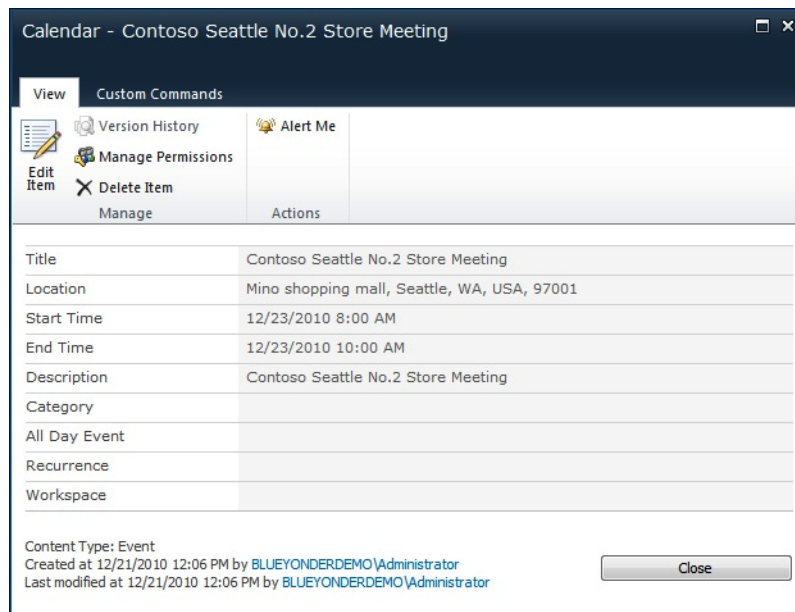 Calendar - Contoso Seattle No.2 Store Meeting
View Custom Commands
Edit Item
Version History
Manage Permissions
Delete Item
Manage
Alert Me
Actions
Title Contoso Seattle No.2 Store Meeting
Location Mino shopping mall, Seattle, WA, USA, 97001
Start Time 12/23/2010 8:00 AM
End Time 12/23/2010 10:00 AM
Description Contoso Seattle No.2 Store Meeting
Category
All Day Event
Recurrence
Workspace
Content Type: Event
Created at 12/21/2010 12:06 PM by BLUEYONDERDEMO\Administrator
Last modified at 12/21/2010 12:06 PM by BLUEYONDERDEMO\Administrator
Close